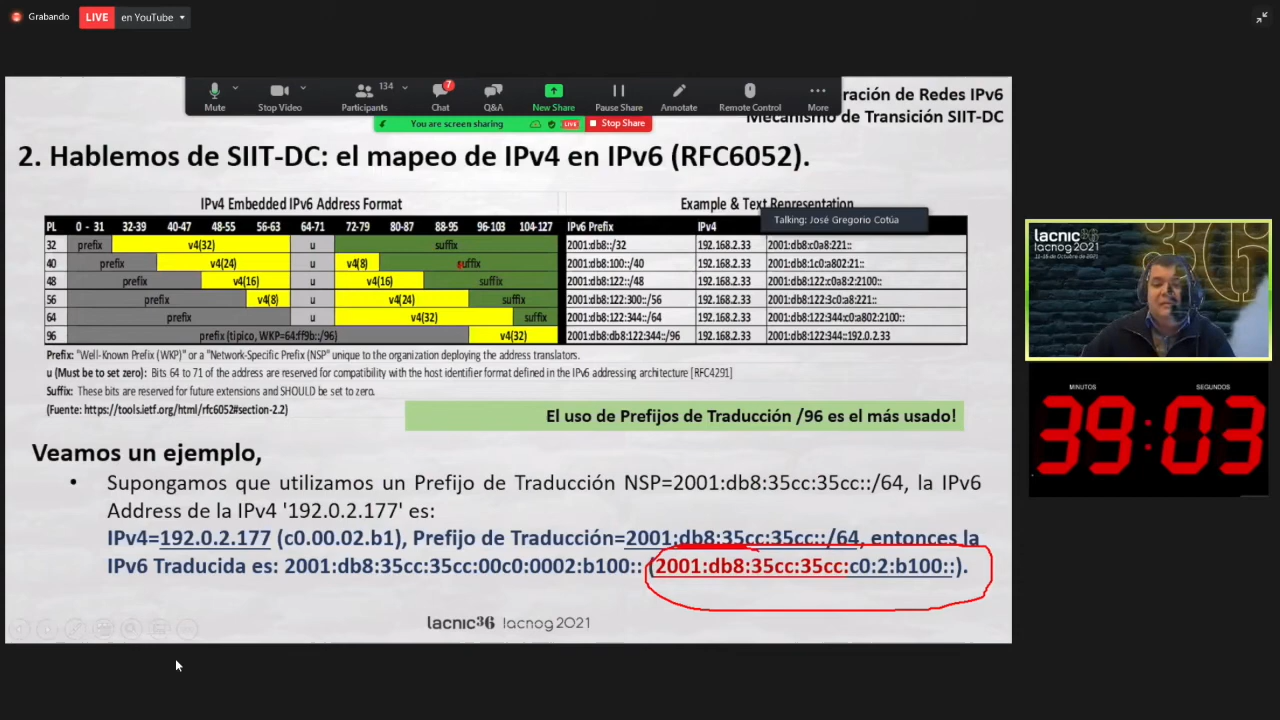 Grabando
LIVE
en YouTube
Mute
Stop Video
134
Participants
7
Chat
Q&A
New Share
Pause Share
Annotate
Remote Control
More
You are screen sharing
LIVE
Stop Share
ración de Redes IPv6
Mecanismo de Transición SIIT-DC
2. Hablemos de SIIT-DC: el mapeo de IPv4 en IPv6 (RFC6052).
IPv4 Embedded IPv6 Address Format
Example & Text Representation
Talking: José Gregorio Cotúa
PL 0 - 31 32-39 40-47 48-55 56-63 64-71 72-79 80-87 88-95 96-103 104-127 IPv6 Prefix IPv4
32 prefix v4(32) u suffix 2001:db8::/32 192.168.2.33 2001:db8:c0a8:221::
40 prefix v4(24) u v4(8) suffix 2001:db8:100::/40 192.168.2.33 2001:db8:1c0:a802:21::
48 prefix v4(16) u v4(16) suffix 2001:db8:122::/48 192.168.2.33 2001:db8:122:c0a8:2:2100::
56 prefix v4(8) u v4(24) suffix 2001:db8:122:300::/56 192.168.2.33 2001:db8:122:3c0:a8:221::
64 prefix u v4(32) suffix 2001:db8:122:344::/64 192.168.2.33 2001:db8:122:344:c0:a802:2100::
96 prefix (tipico, WKP=64:ff9b::/96) v4(32) 2001:db8:db8:122:344::/96 192.168.2.33 2001:db8:122:344::192.0.2.33
Prefix: "Well-Known Prefix (WKP)" or a "Network-Specific Prefix (NSP" unique to the organization deploying the address translators.
u (Must be to set zero): Bits 64 to 71 of the address are reserved for compatibility with the host identifier format defined in the IPv6 addressing architecture [RFC4291]
Suffix: These bits are reserved for future extensions and SHOULD be set to zero.
(Fuente: https://tools.ietf.org/html/rfc6052#section-2.2)
El uso de Prefijos de Traducción /96 es el más usado!
Veamos un ejemplo,
• Supongamos que utilizamos un Prefijo de Traducción NSP=2001:db8:35cc:35cc::/64, la IPv6
Address de la IPv4 '192.0.2.177' es:
IPv4=192.0.2.177 (c0.00.02.b1), Prefijo de Traducción=2001:db8:35cc:35cc::/64, entonces la
IPv6 Traducida es: 2001:db8:35cc:35cc:00c0:0002:b100:: (2001:db8:35cc:35cc:c0:2:b100::).
lacnic36 lacnog2021
lacnic36
lacnog2021
MINUTOS
SEGUNDOS
39:03